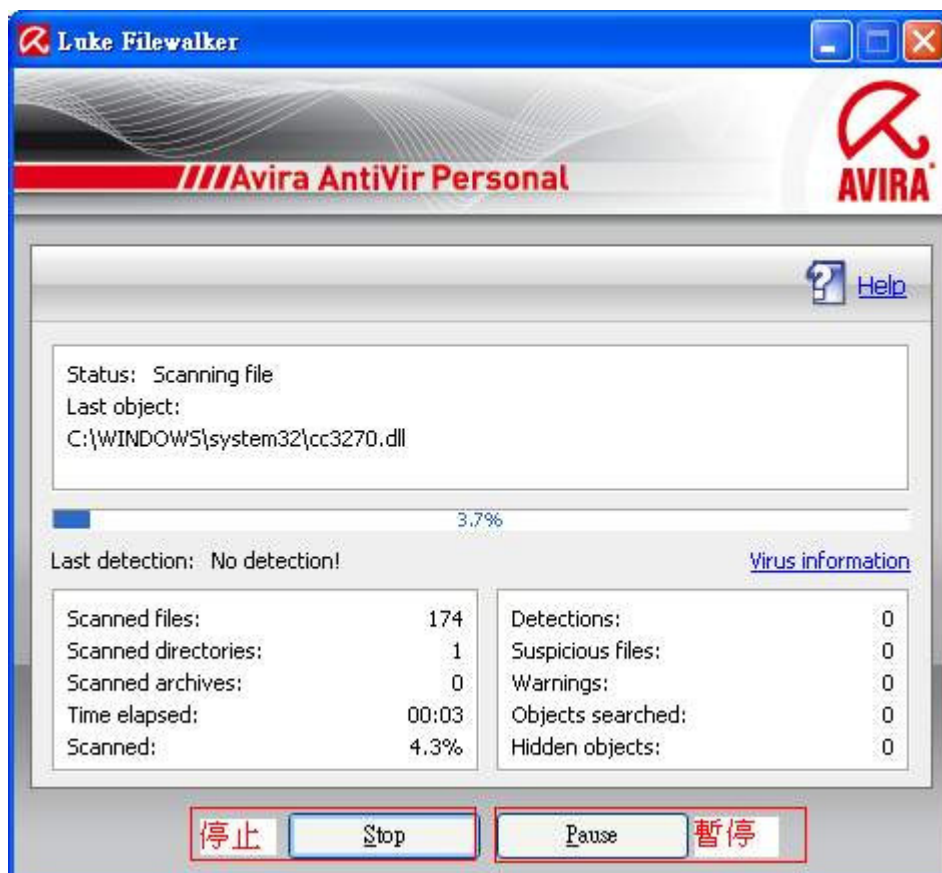 Luke Filewalker
////Avira AntiVir Personal
AVIRA
Help
Status: Scanning file
Last object:
C:\WINDOWS\system32\cc3270.dll
3.7%
Last detection: No detection!
Virus information
Scanned files: 174
Scanned directories: 1
Scanned archives: 0
Time elapsed: 00:03
Scanned: 4.3%
Detections: 0
Suspicious files: 0
Warnings: 0
Objects searched: 0
Hidden objects: 0
停止 Stop
Pause 暫停